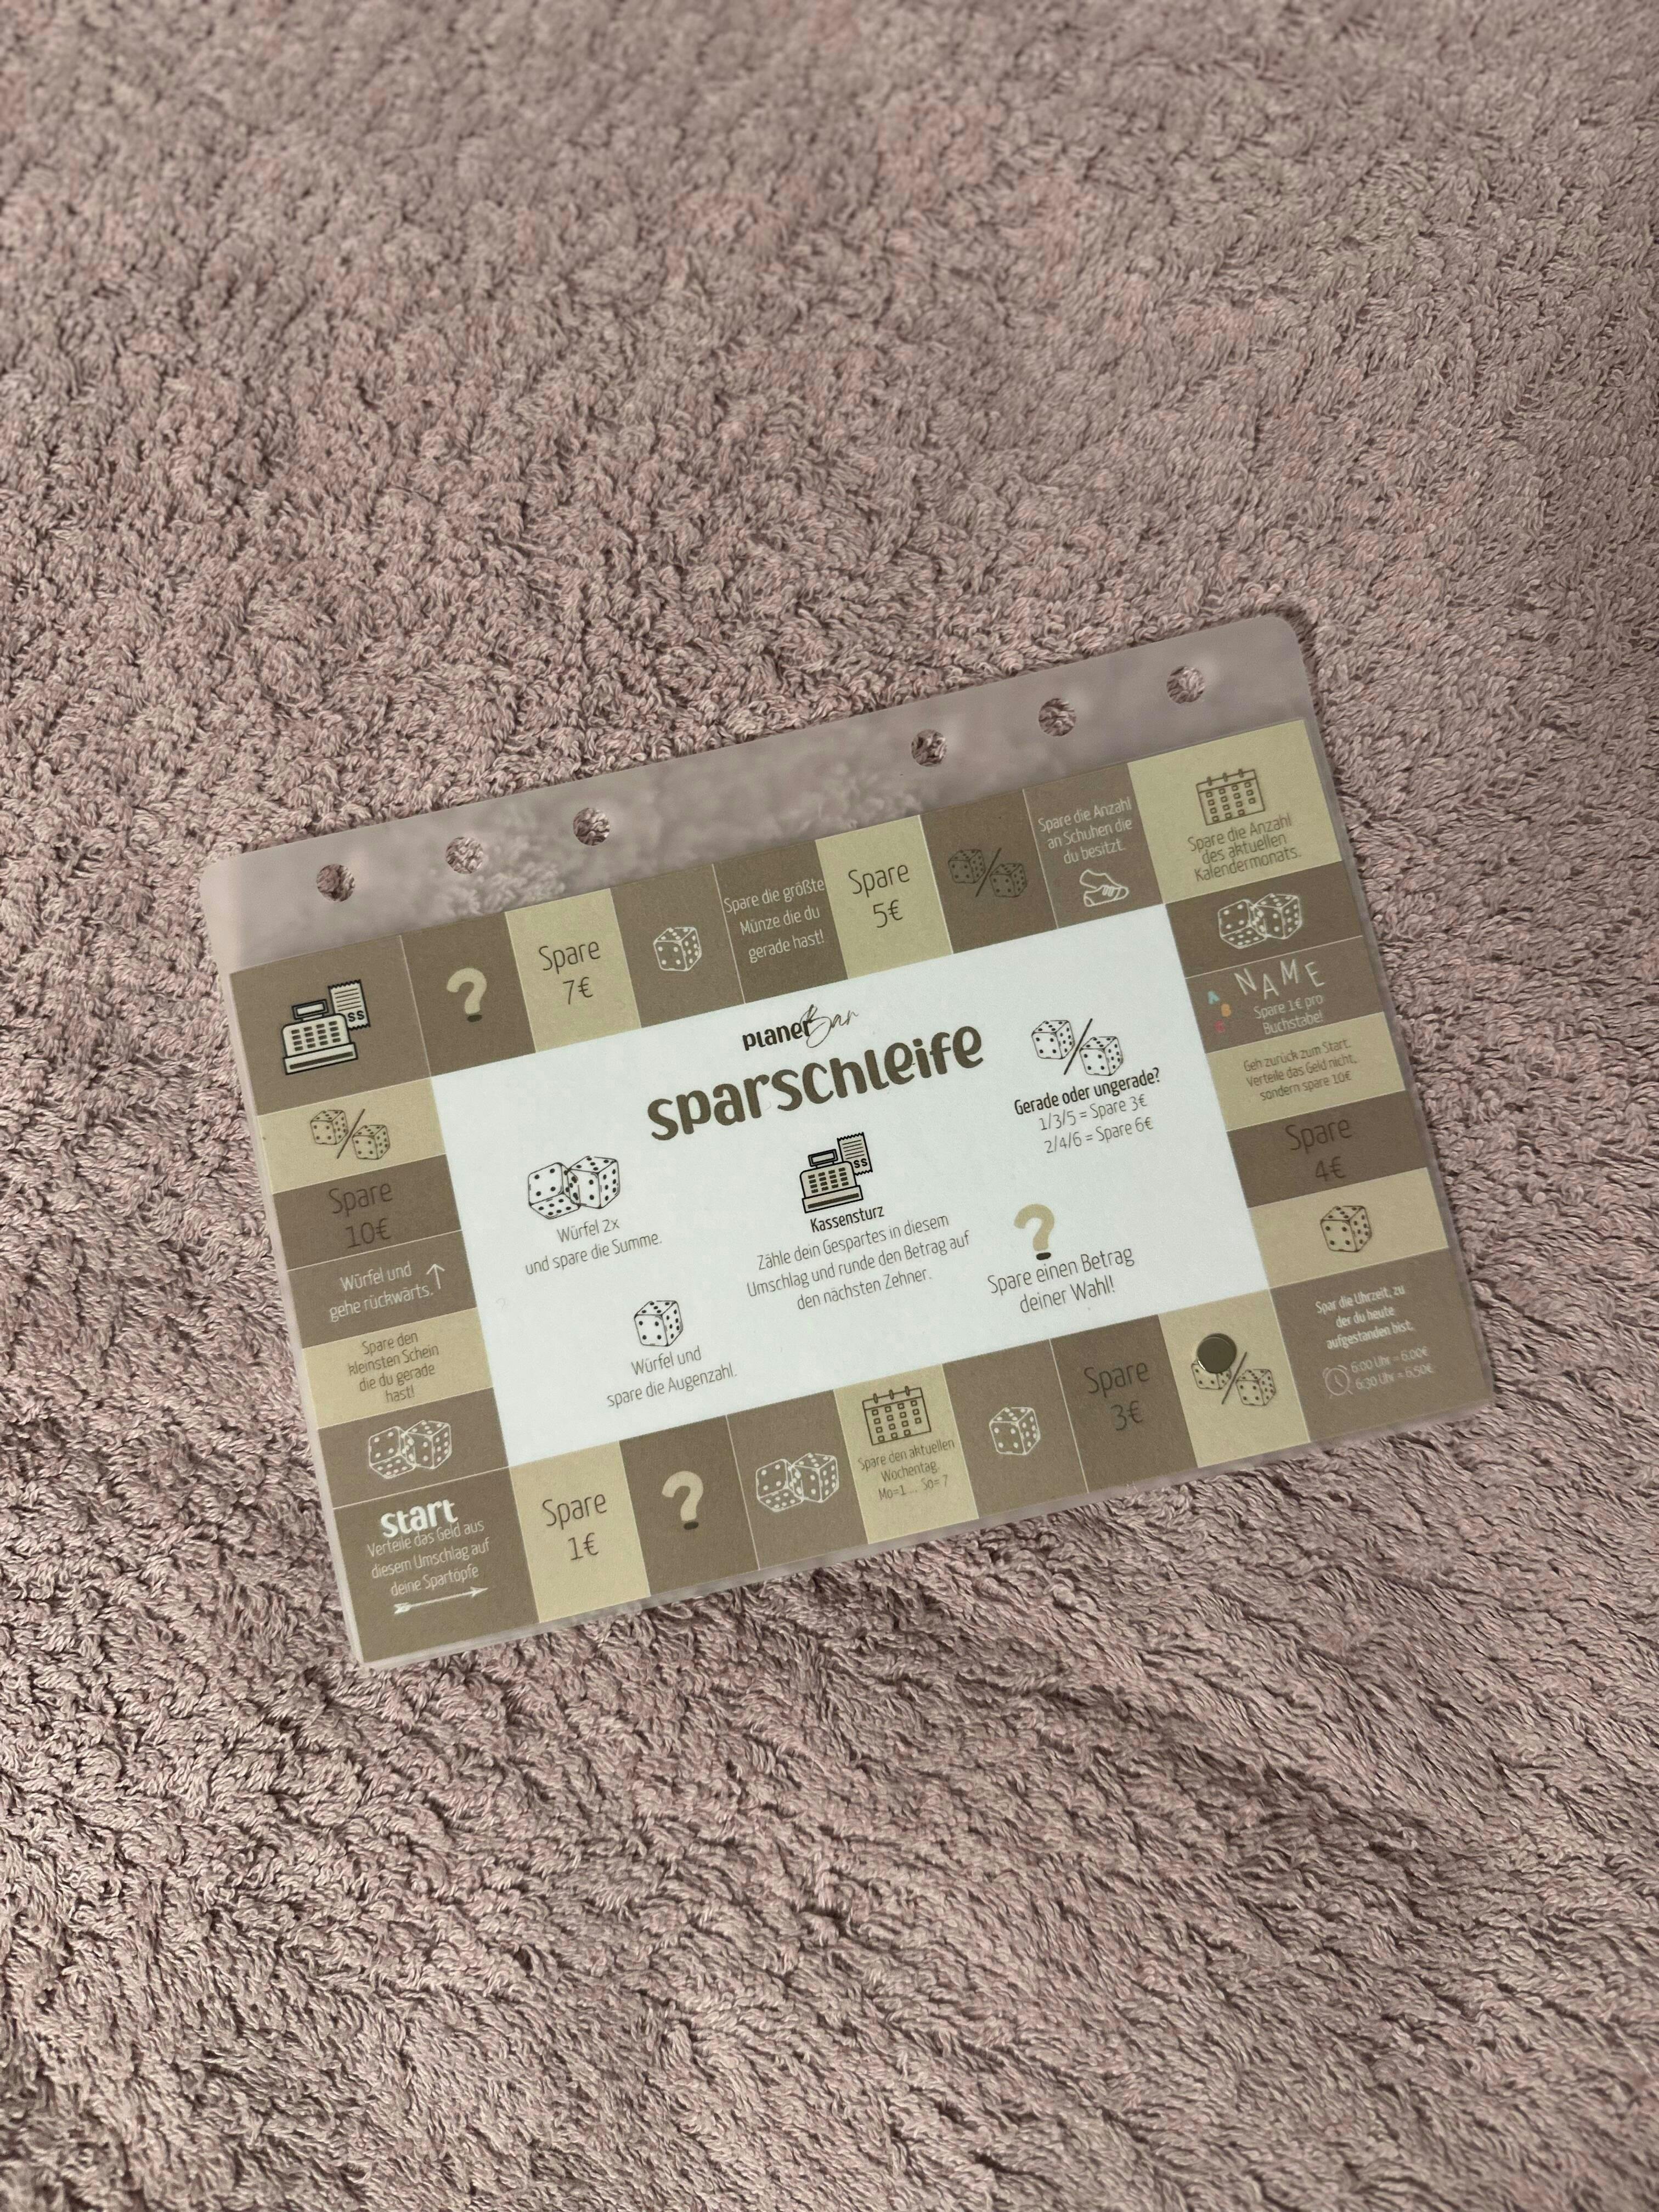 Spare
7€
Spare die größte
Münze die du
gerade hast!
Spare
5€
Spare die Anzahl
an Schuhen die
du besitzt.
Spare die Anzahl
des aktuellen
Kalendermonats.
NAME
A
B
C
Spare 1€ pro
Buchstabe!
Geh zurück zum Start.
Verteile das Geld nicht,
sondern spare 10€
Spare
4€
Spar die Uhrzeit, zu
der du heute
aufgestanden bist.
6:00 Uhr = 6,00€
6:30 Uhr = 6,30€
planerBar
sparschleife
Gerade oder ungerade?
1/3/5 = Spare 3€
2/4/6 = Spare 6€
Würfel 2x
und spare die Summe.
$$
Kassensturz
Zähle dein Gespartes in diesem
Umschlag und runde den Betrag auf
den nächsten Zehner.
?
Spare einen Betrag
deiner Wahl!
Würfel und
spare die Augenzahl.
$$
?
Spare
10€
Würfel und
gehe rückwärts.
Spare den
kleinsten Schein
die du gerade
hast!
start
Verteile das Geld aus
diesem Umschlag auf
deine Spartöpfe
Spare
1€
?
Spare den aktuellen
Wochentag.
Mo=1 ... So= 7
Spare
3€